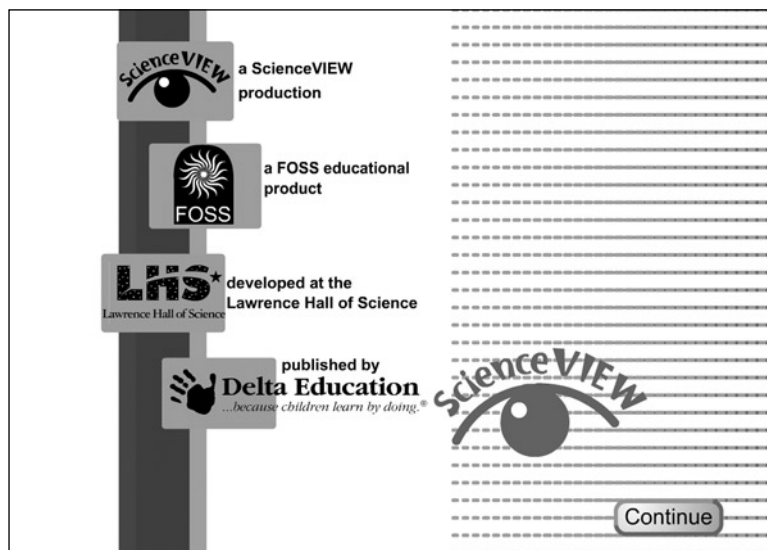 ScienceVIEW
a ScienceVIEW
production
FOSS
a FOSS educational
product
LHS
Lawrence Hall of Science
developed at the
Lawrence Hall of Science
published by
Delta Education
...because children learn by doing.®
ScienceVIEW
Continue